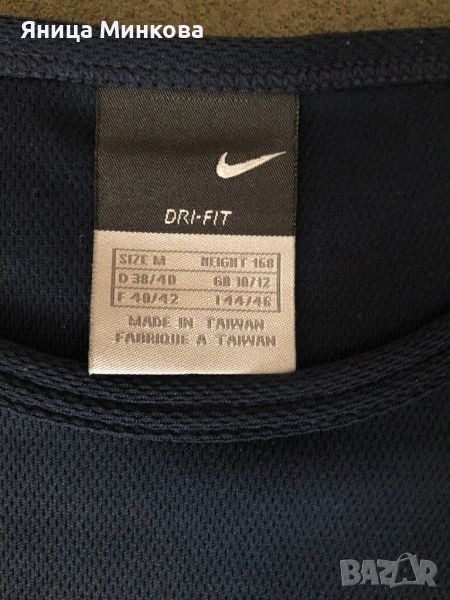 Яница Минкова
DRI-FIT
SIZE M HEIGHT 168
D 38/40 GB 10/12
F 40/42 I 44/46
MADE IN TAIWAN
FABRIQUE A TAIWAN
BAZAR